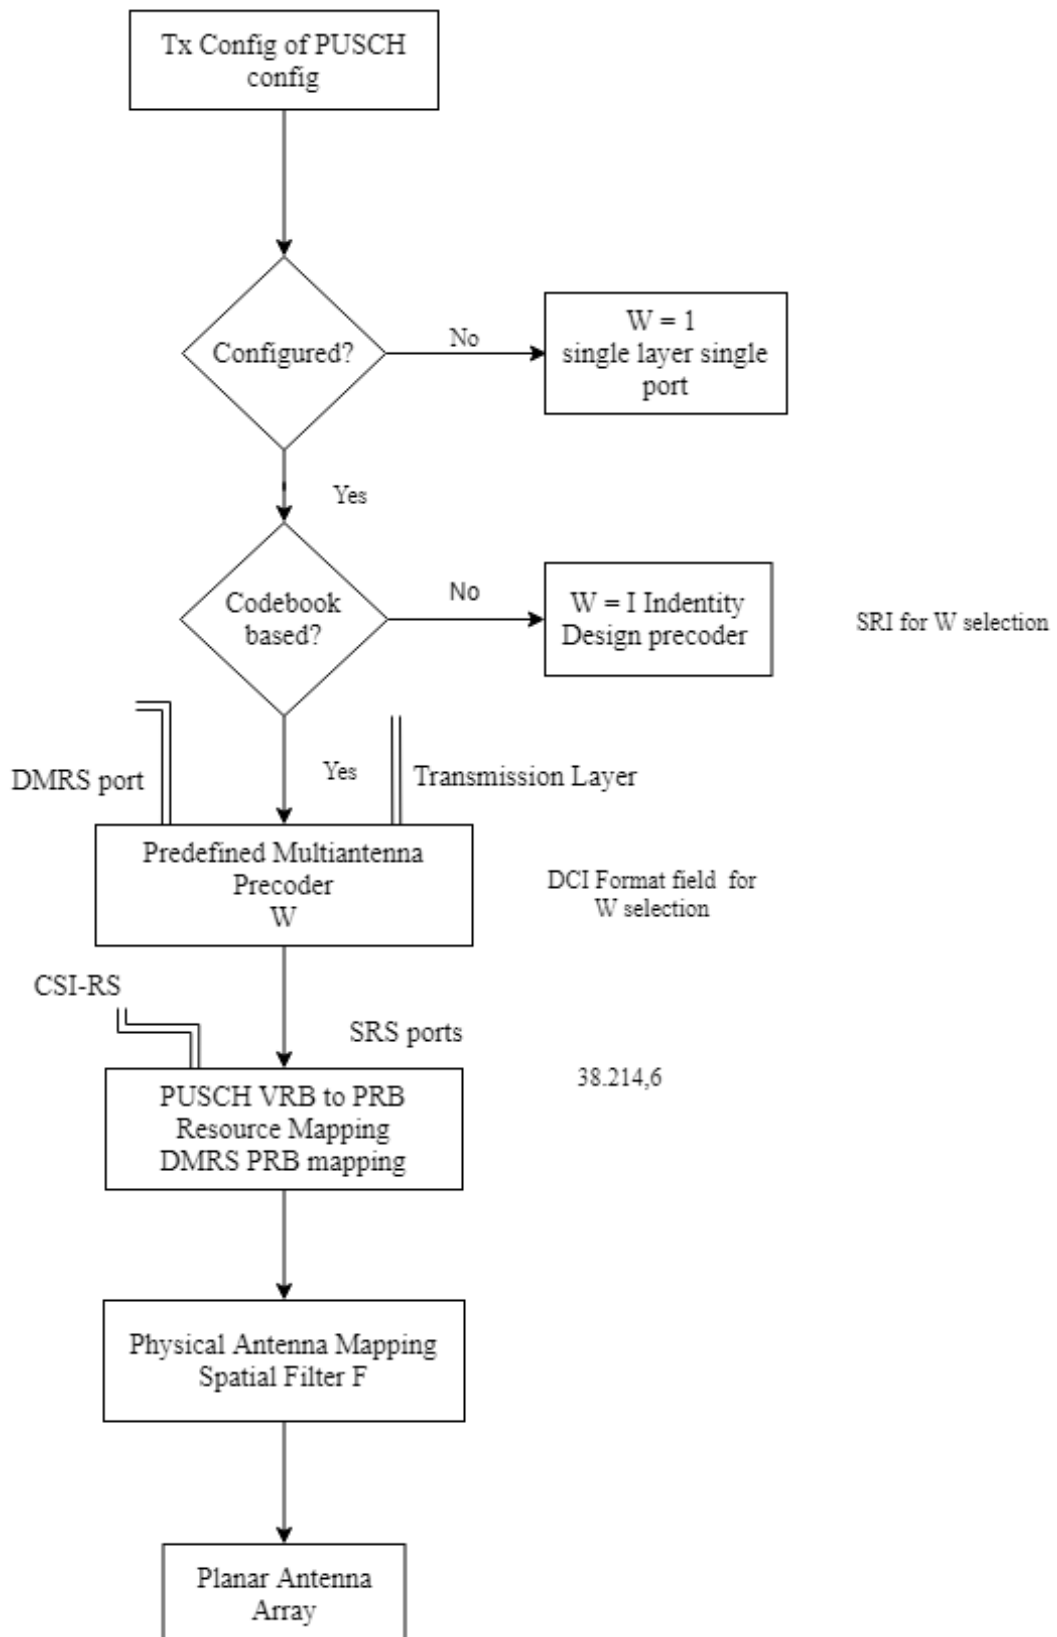 Tx Config of PUSCH
config
Configured?
No
W = 1
single layer single
port
Yes
Codebook
based?
No
W = I Indentity
Design precoder
SRI for W selection
DMRS port
Yes
Transmission Layer
Predefined Multiantenna
Precoder
W
DCI Format field for
W selection
CSI-RS
SRS ports
PUSCH VRB to PRB
Resource Mapping
DMRS PRB mapping
38.214,6
Physical Antenna Mapping
Spatial Filter F
Planar Antenna
Array